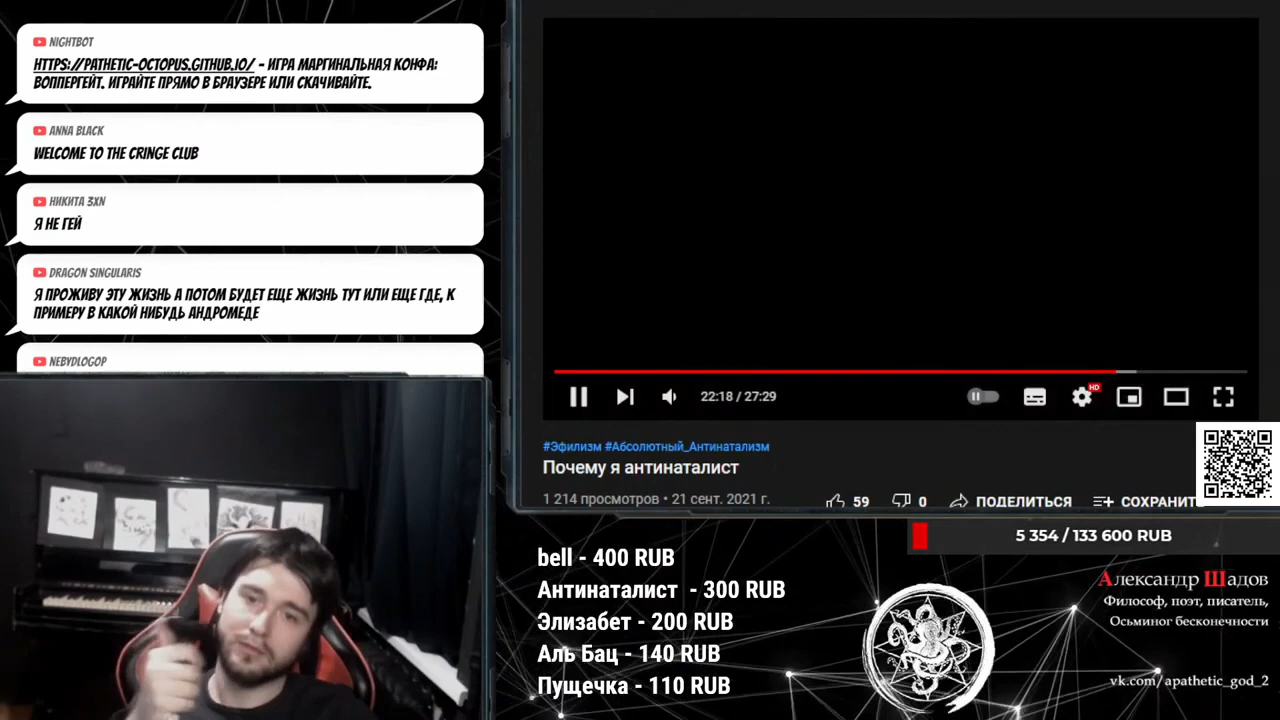 NIGHTBOT
HTTPS://PATHETIC-OCTOPUS.GITHUB.IO/ - ИГРА МАРГИНАЛЬНАЯ КОНФА:
ВОППЕРГЕЙТ. ИГРАЙТЕ ПРЯМО В БРАУЗЕРЕ ИЛИ СКАЧИВАЙТЕ.
ANNA BLACK
WELCOME TO THE CRINGE CLUB
НИКИТА 3XN
Я НЕ ГЕЙ
DRAGON SINGULARIS
Я ПРОЖИВУ ЭТУ ЖИЗНЬ А ПОТОМ БУДЕТ ЕЩЕ ЖИЗНЬ ТУТ ИЛИ ЕЩЕ ГДЕ, К
ПРИМЕРУ В КАКОЙ НИБУДЬ АНДРОМЕДЕ
NEBYDLOGOP
22:18 / 27:29
HD
#Эфилизм #Абсолютный_Антинатализм
Почему я антинаталист
1 214 просмотров • 21 сент. 2021 г.
59
0
ПОДЕЛИТЬСЯ
СОХРАНИТЬ
5 354 / 133 600 RUB
bell - 400 RUB
Антинаталист - 300 RUB
Элизабет - 200 RUB
Аль Бац - 140 RUB
Пущечка - 110 RUB
Александр Шадов
Философ, поэт, писатель,
Осьминог бесконечности
vk.com/apathetic_god_2